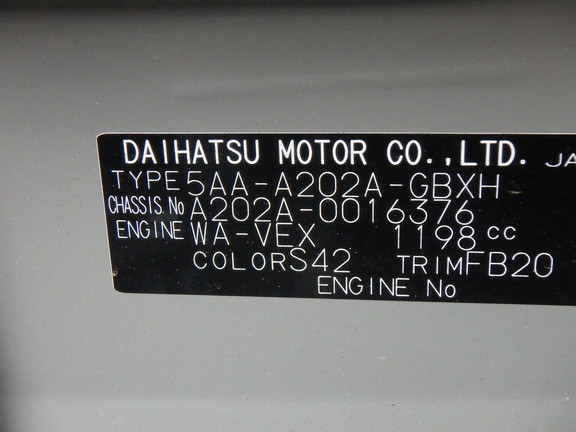 DAIHATSU MOTOR CO.,LTD. JA
TYPE 5AA-A202A-GBXH
CHASSIS.No A202A-0016376
ENGINE WA-VEX 1198 cc
COLOR S42 TRIM FB20
ENGINE No